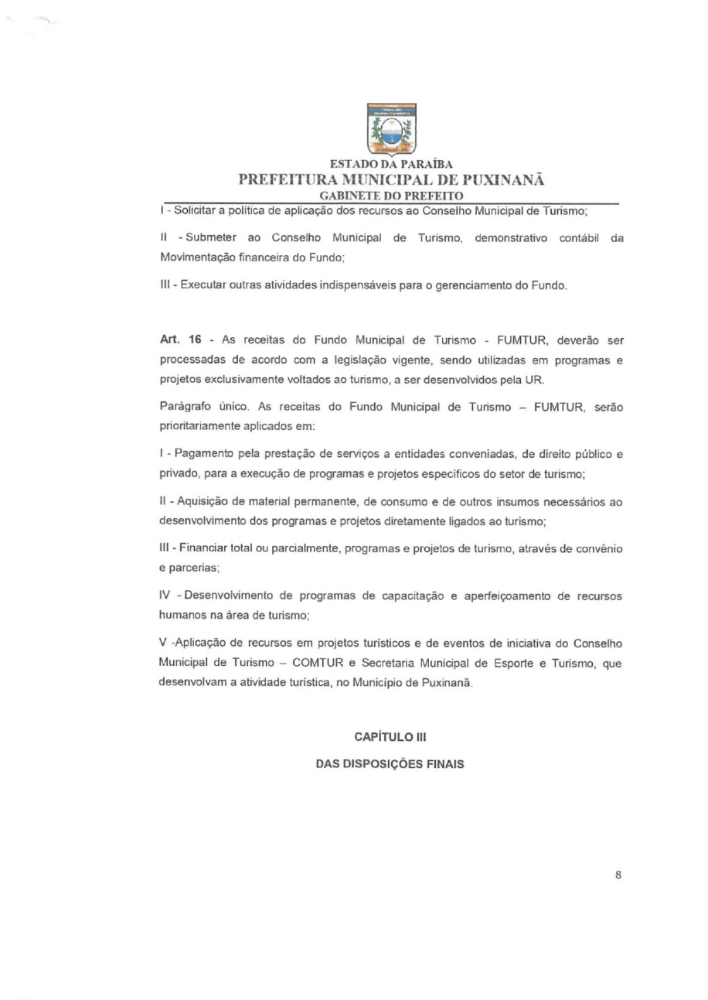 ESTADO DA PARAÍBA
PREFEITURA MUNICIPAL DE PUXINANÃ
GABINETE DO PREFEITO
I - Solicitar a política de aplicação dos recursos ao Conselho Municipal de Turismo;
II - Submeter ao Conselho Municipal de Turismo, demonstrativo contábil da
Movimentação financeira do Fundo;
III - Executar outras atividades indispensáveis para o gerenciamento do Fundo.
Art. 16 - As receitas do Fundo Municipal de Turismo - FUMTUR, deverão ser
processadas de acordo com a legislação vigente, sendo utilizadas em programas e
projetos exclusivamente voltados ao turismo, a ser desenvolvidos pela UR.
Parágrafo único. As receitas do Fundo Municipal de Turismo – FUMTUR, serão
prioritariamente aplicados em:
I - Pagamento pela prestação de serviços a entidades conveniadas, de direito público e
privado, para a execução de programas e projetos específicos do setor de turismo;
II - Aquisição de material permanente, de consumo e de outros insumos necessários ao
desenvolvimento dos programas e projetos diretamente ligados ao turismo;
III - Financiar total ou parcialmente, programas e projetos de turismo, através de convênio
e parcerias;
IV - Desenvolvimento de programas de capacitação e aperfeiçoamento de recursos
humanos na área de turismo;
V -Aplicação de recursos em projetos turísticos e de eventos de iniciativa do Conselho
Municipal de Turismo – COMTUR e Secretaria Municipal de Esporte e Turismo, que
desenvolvam a atividade turística, no Município de Puxinanã.
CAPÍTULO III
DAS DISPOSIÇÕES FINAIS
8